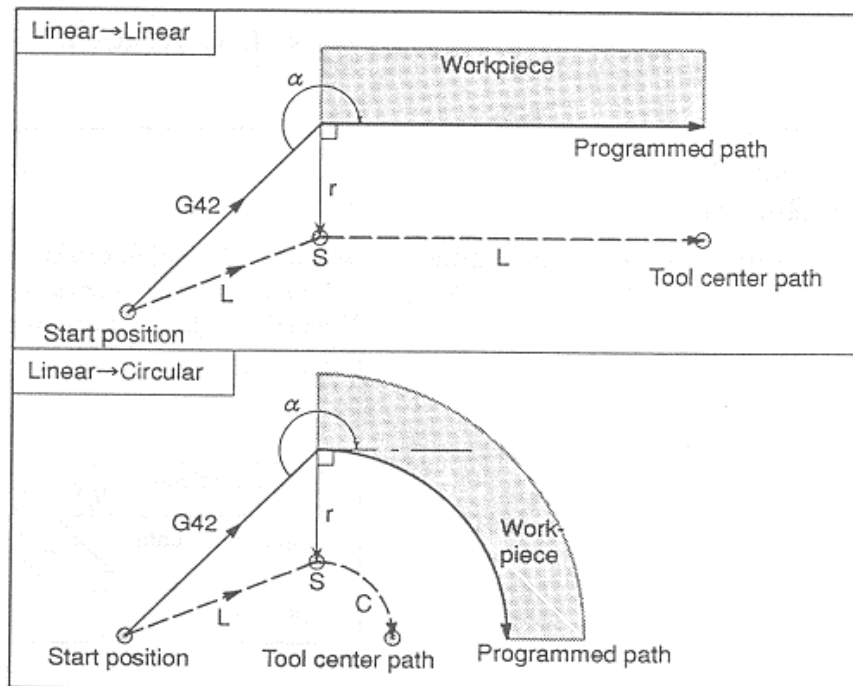 Linear→Linear
Workpiece
α
Programmed path
G42
r
S
L
L
Tool center path
Start position
Linear→Circular
α
G42
r
Work-
piece
S
L
C
Start position
Tool center path
Programmed path